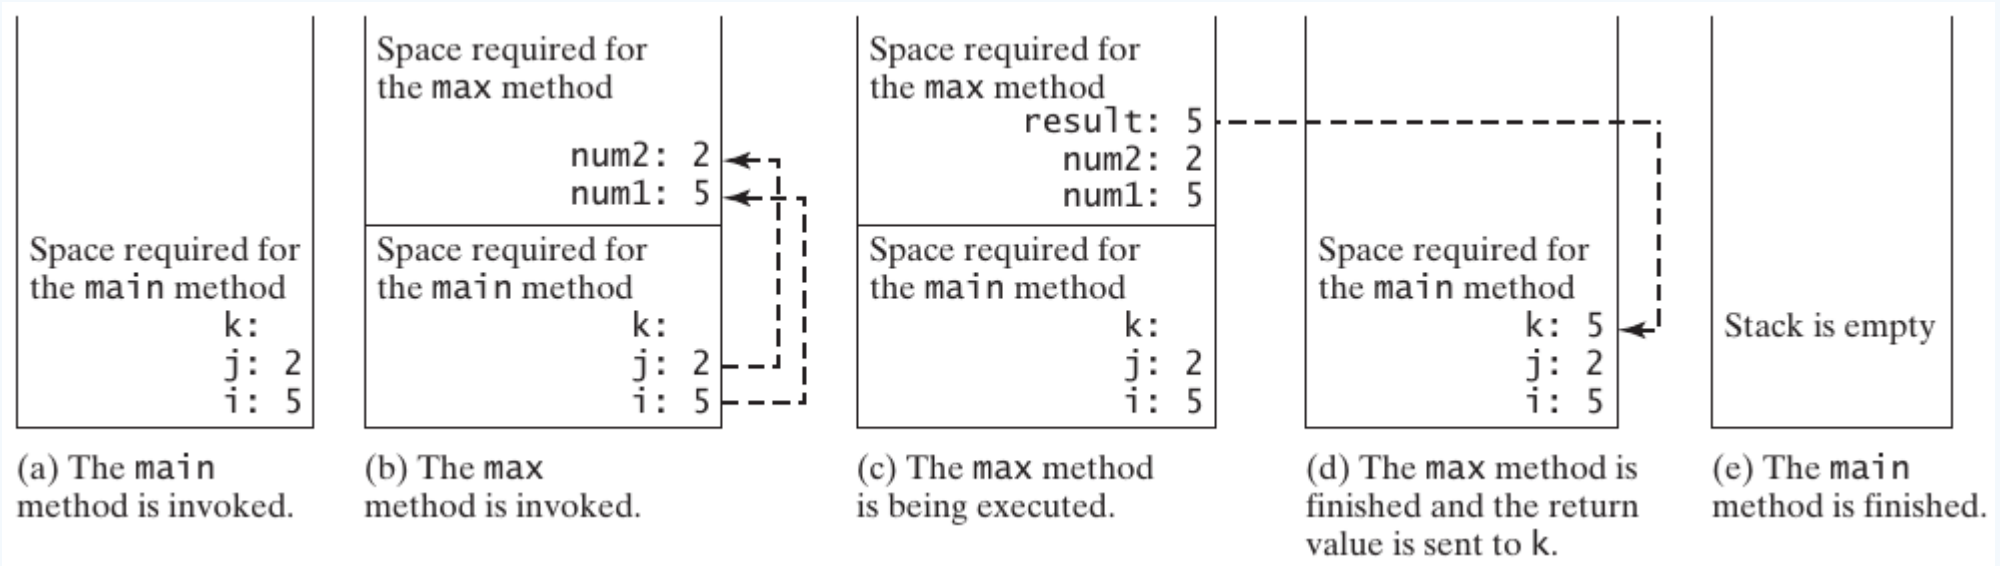 Space required for
the main method
k:
j: 2
i: 5
(a) The main
method is invoked.
Space required for
the max method
num2: 2
num1: 5
Space required for
the main method
k:
j: 2
i: 5
(b) The max
method is invoked.
Space required for
the max method
result: 5
num2: 2
num1: 5
Space required for
the main method
k:
j: 2
i: 5
(c) The max method
is being executed.
Space required for
the main method
k: 5
j: 2
i: 5
(d) The max method is
finished and the return
value is sent to k.
Stack is empty
(e) The main
method is finished.